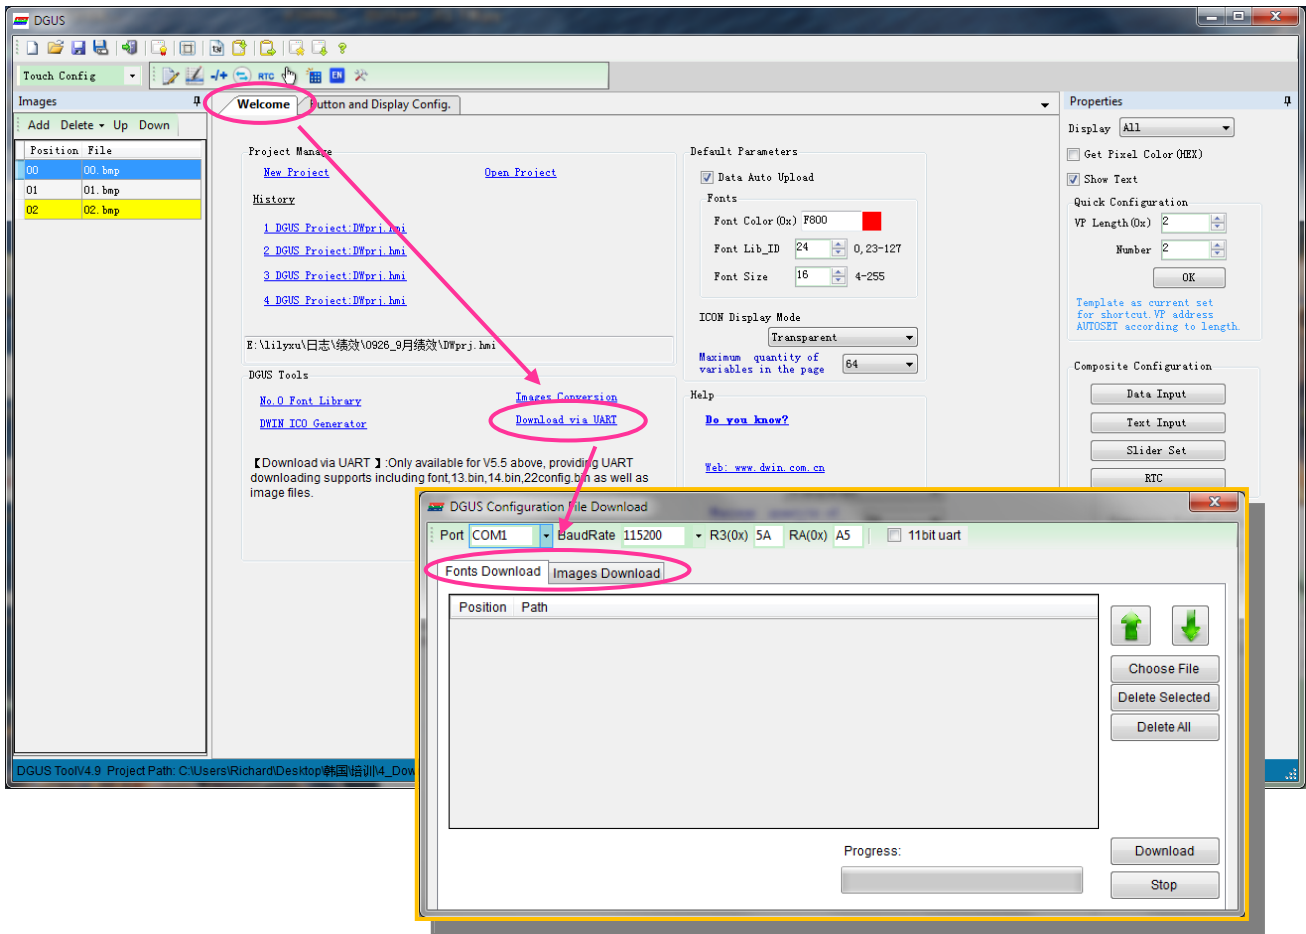 DGUS
RTC
EN
Touch Config
Images
Welcome
Button and Display Config.
Properties
Add Delete Up Down
Position File
00 00.bmp
01 01.bmp
02 02.bmp
Project Manage
New Project
Open Project
History
1 DGUS Project:DWprj.hmi
2 DGUS Project:DWprj.hmi
3 DGUS Project:DWprj.hmi
4 DGUS Project:DWprj.hmi
E:\lilyxu\日志\绩效\0926_9月绩效\DWprj.hmi
DGUS Tools
No.0 Font Library
Images Conversion
DWIN ICO Generator
Download via UART
【Download via UART 】:Only available for V5.5 above, providing UART
downloading supports including font,13.bin,14.bin,22config.bin as well as
image files.
Default Parameters
Data Auto Upload
Fonts
Font Color(0x) F800
Font Lib_ID 24 0,23-127
Font Size 16 4-255
ICON Display Mode
Transparent
Maximum quantity of
variables in the page
64
Help
Do you know?
Web: www.dwin.com.cn
Display All
Get Pixel Color(HEX)
Show Text
Quick Configuration
VP Length(0x) 2
Number 2
OK
Template as current set
for shortcut.VP address
AUTOSET according to length.
Composite Configuration
Data Input
Text Input
Slider Set
RTC
DGUS ToolV4.9 Project Path: C:\Users\Richard\Desktop\韩国\培训\4_Dow
DGUS Configuration File Download
Port COM1 BaudRate 115200 R3(0x) 5A RA(0x) A5 11bit uart
Fonts Download
Images Download
Position Path
Choose File
Delete Selected
Delete All
Progress:
Download
Stop